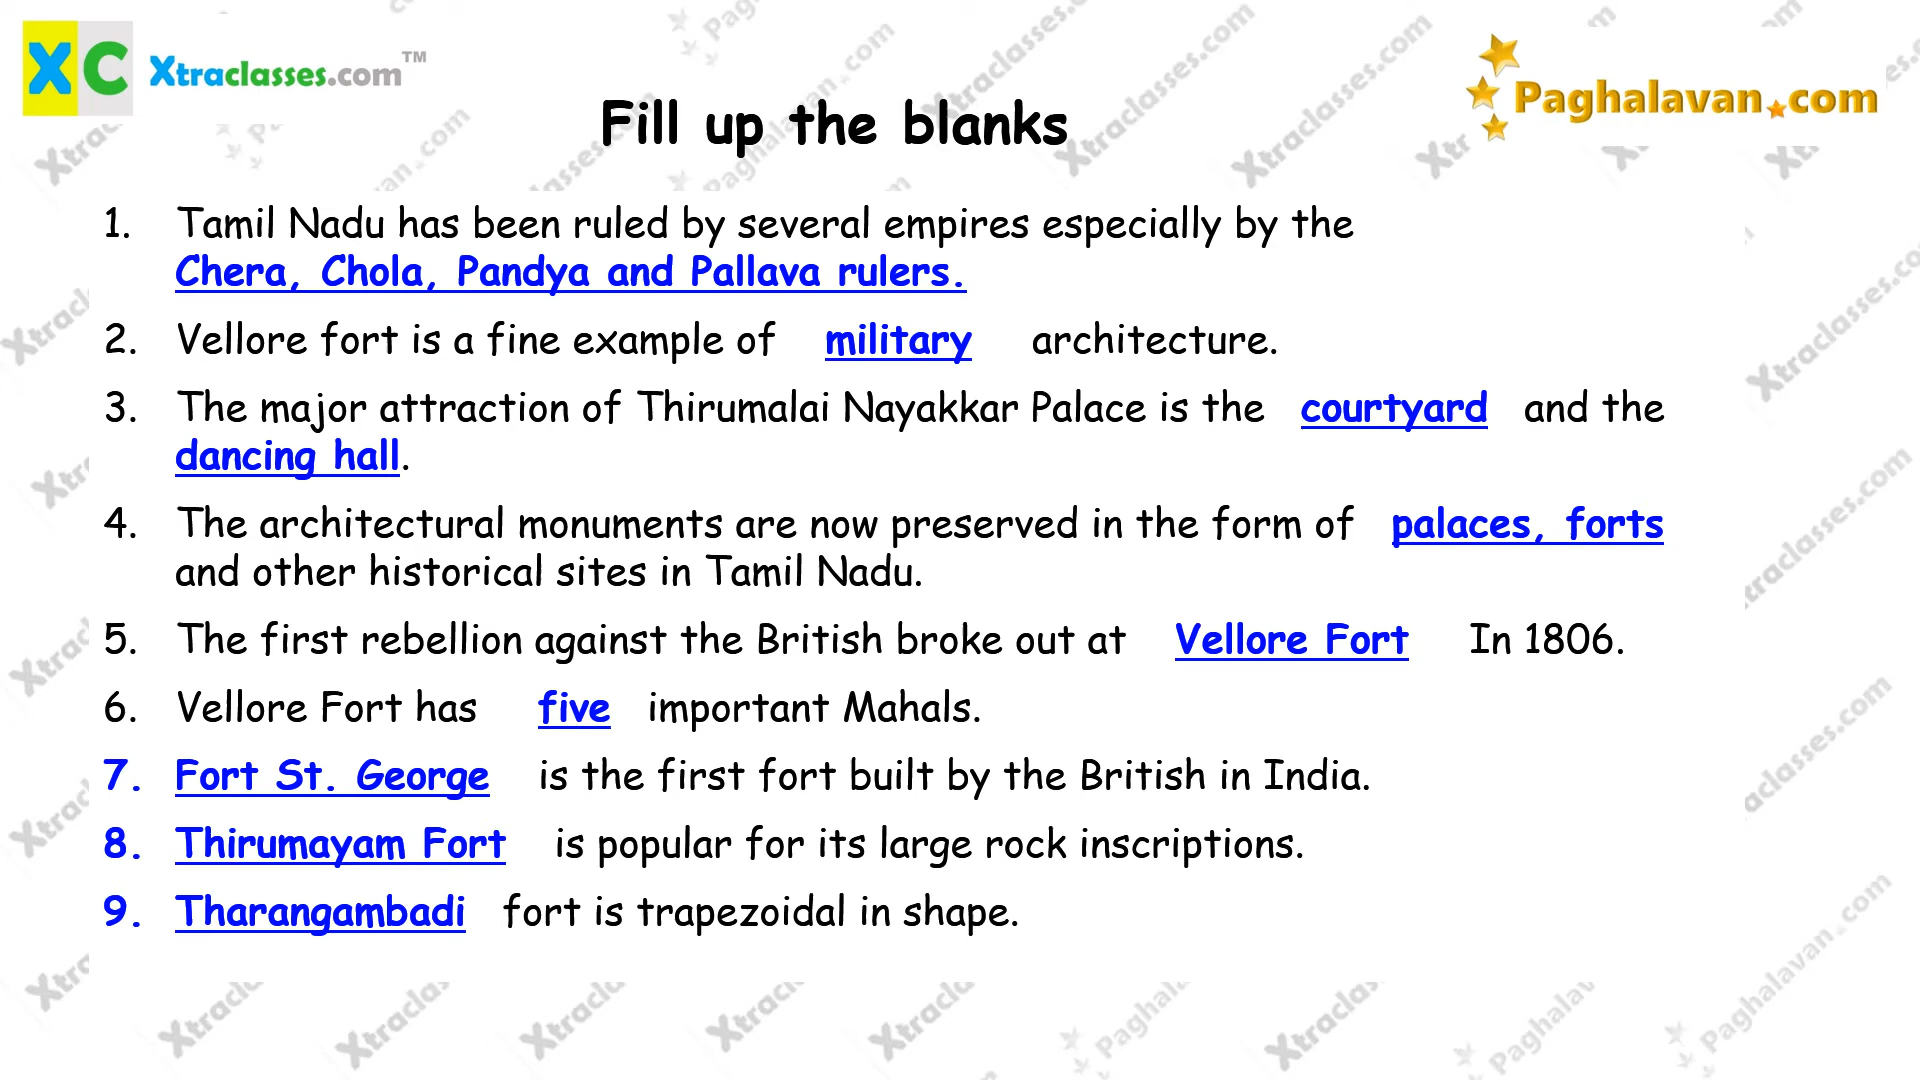 XC Xtraclasses.com™
Paghalavan.com
Fill up the blanks
1. Tamil Nadu has been ruled by several empires especially by the
Chera, Chola, Pandya and Pallava rulers.
2. Vellore fort is a fine example of military architecture.
3. The major attraction of Thirumalai Nayakkar Palace is the courtyard and the
dancing hall.
4. The architectural monuments are now preserved in the form of palaces, forts
and other historical sites in Tamil Nadu.
5. The first rebellion against the British broke out at Vellore Fort In 1806.
6. Vellore Fort has five important Mahals.
7. Fort St. George is the first fort built by the British in India.
8. Thirumayam Fort is popular for its large rock inscriptions.
9. Tharangambadi fort is trapezoidal in shape.